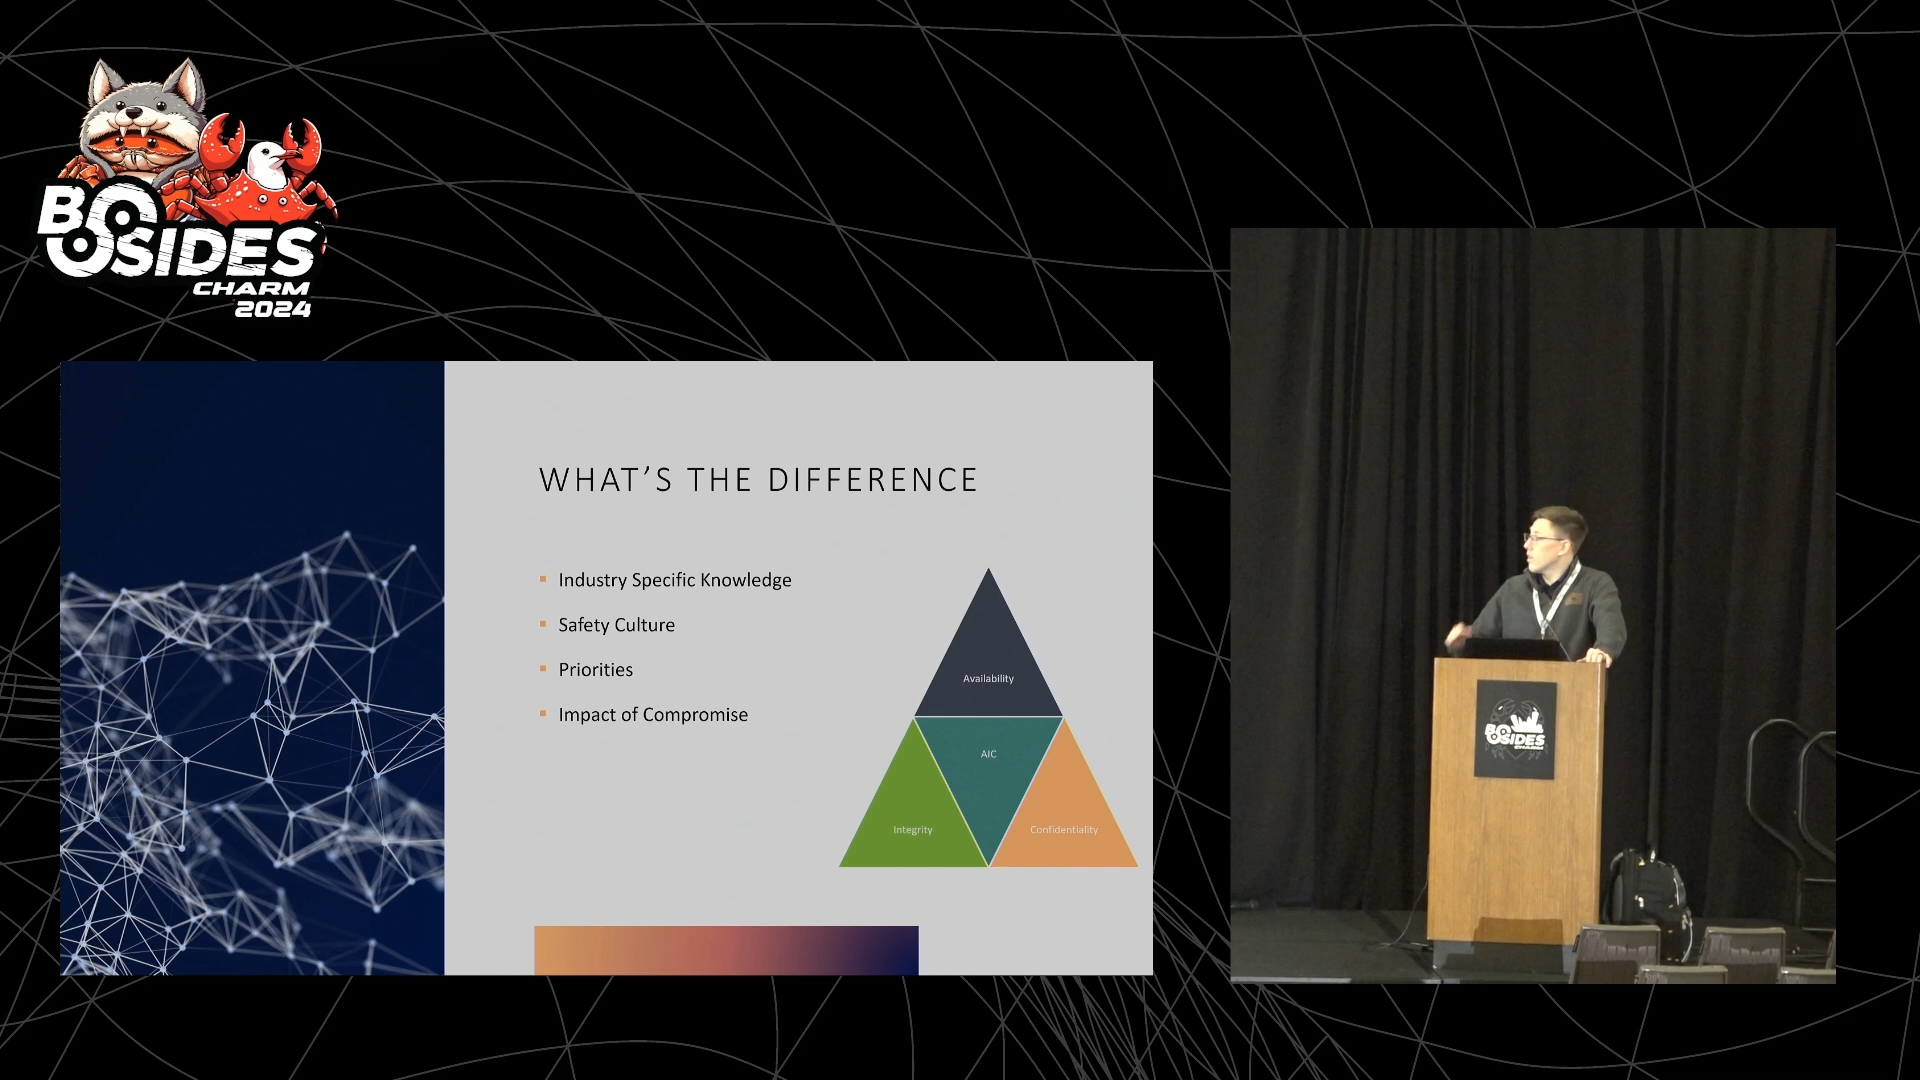 BSIDES
CHARM
2024
WHAT’S THE DIFFERENCE
Industry Specific Knowledge
Safety Culture
Priorities
Impact of Compromise
Availability
AIC
Integrity
Confidentiality
BSIDES
CHARM